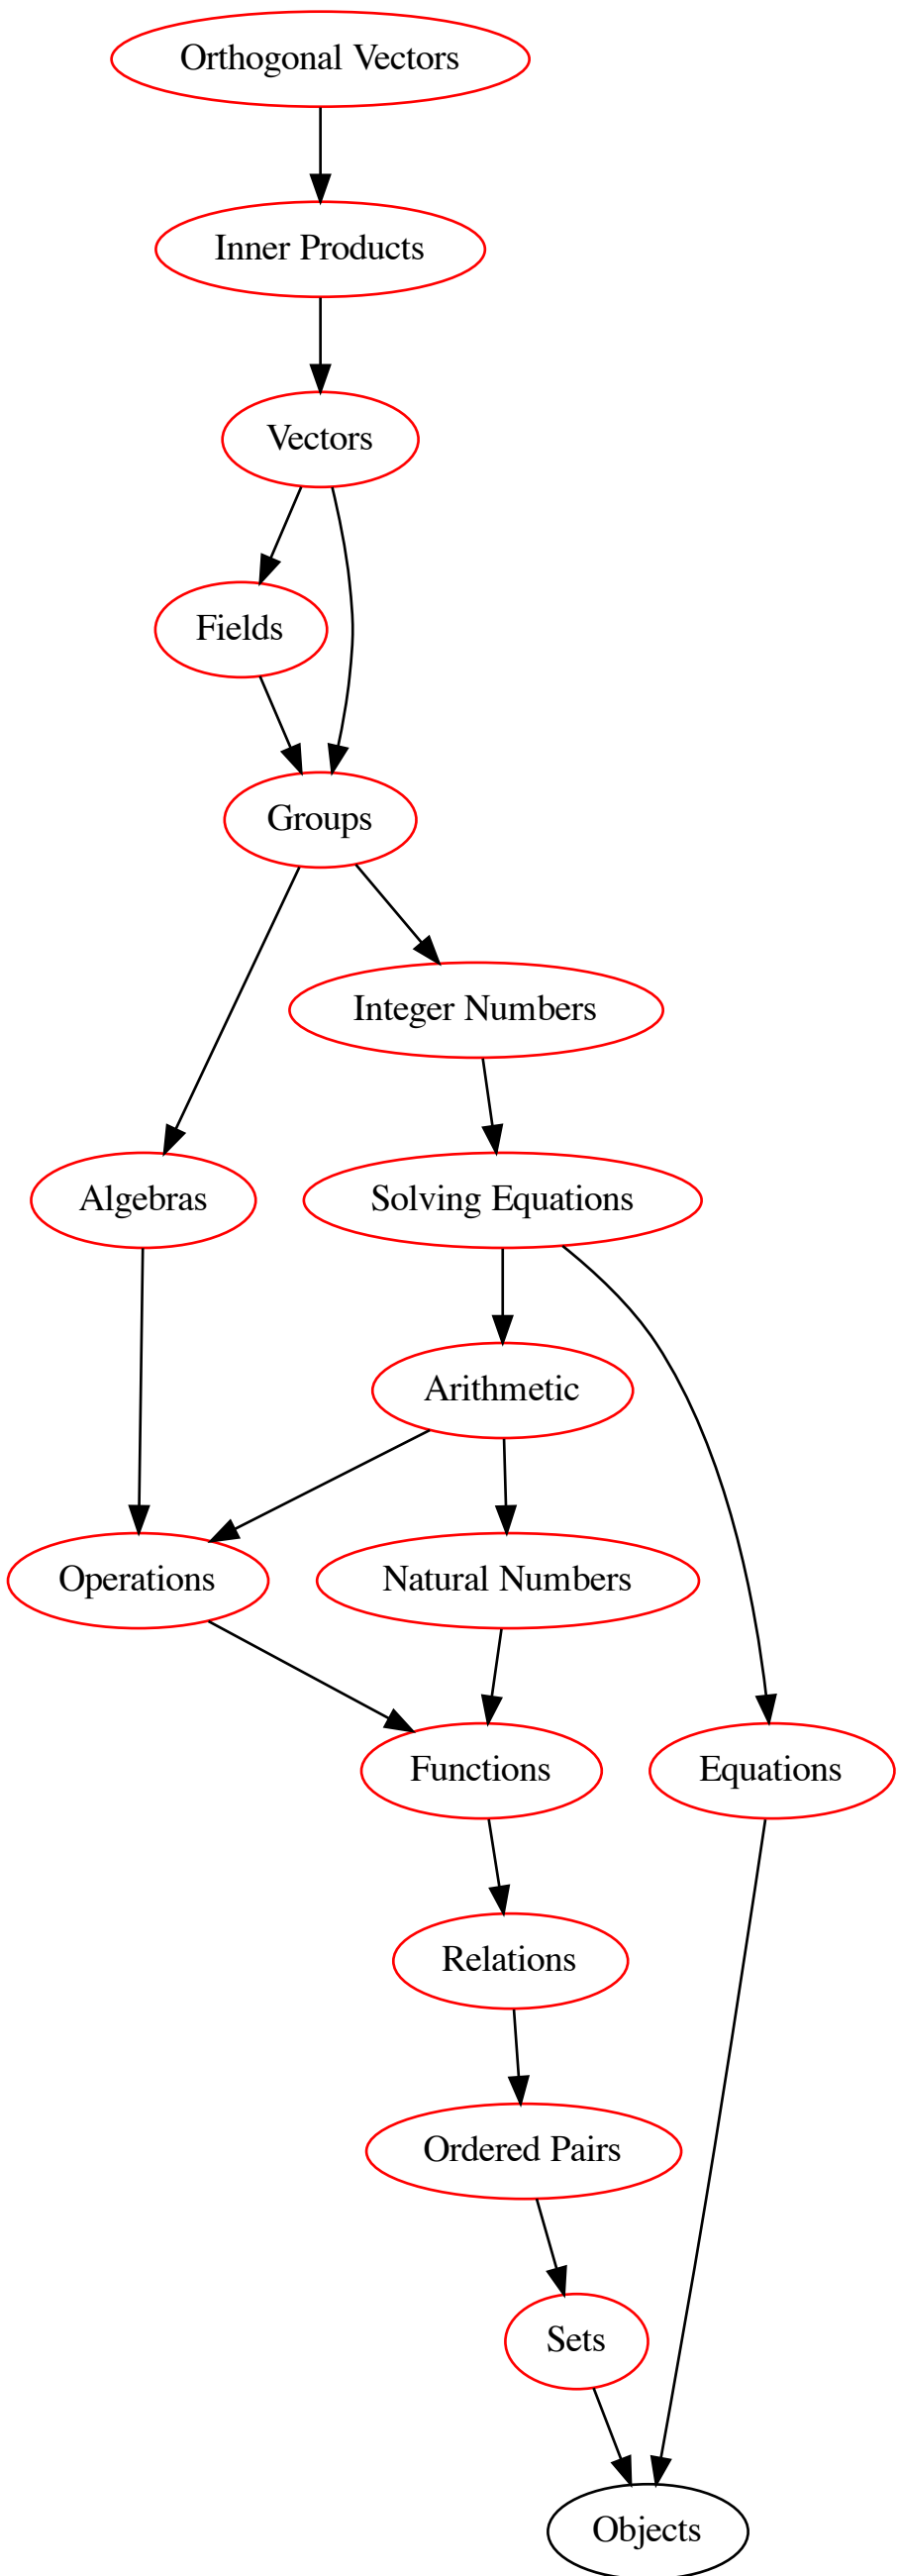 Orthogonal Vectors
Inner Products
Vectors
Fields
Groups
Integer Numbers
Algebras
Solving Equations
Arithmetic
Operations
Natural Numbers
Functions
Equations
Relations
Ordered Pairs
Sets
Objects